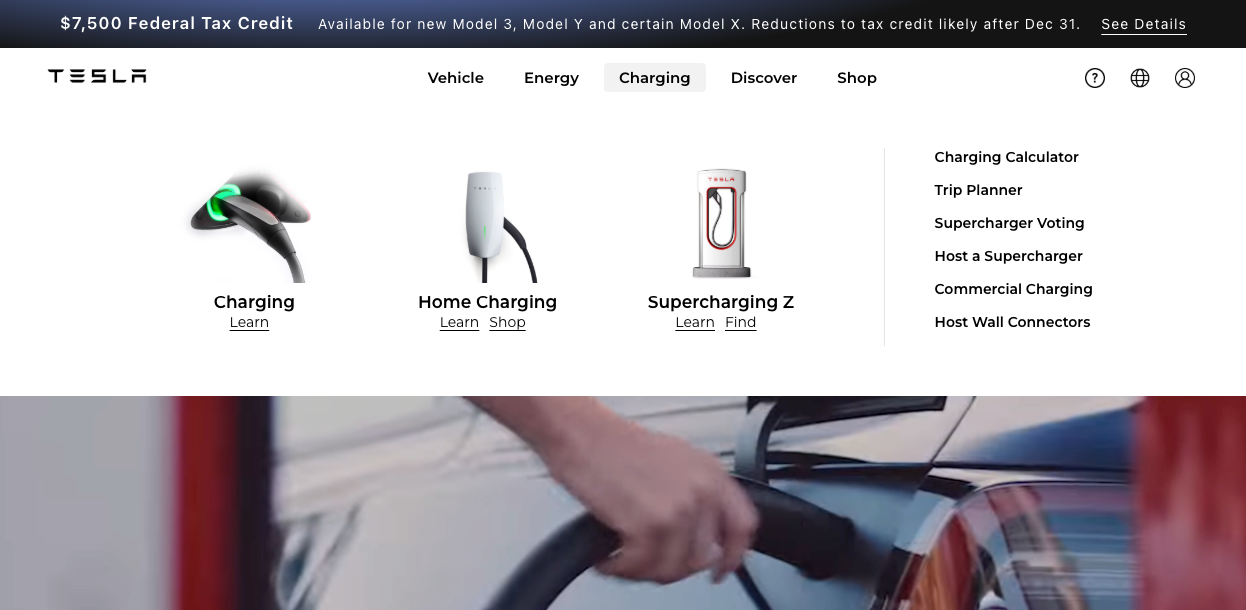 $7,500 Federal Tax Credit Available for new Model 3, Model Y and certain Model X. Reductions to tax credit likely after Dec 31. See Details
TESLA
Vehicle Energy Charging Discover Shop
?
TESLA
TESLA
Charging
Learn
Home Charging
Learn Shop
Supercharging Z
Learn Find
Charging Calculator
Trip Planner
Supercharger Voting
Host a Supercharger
Commercial Charging
Host Wall Connectors